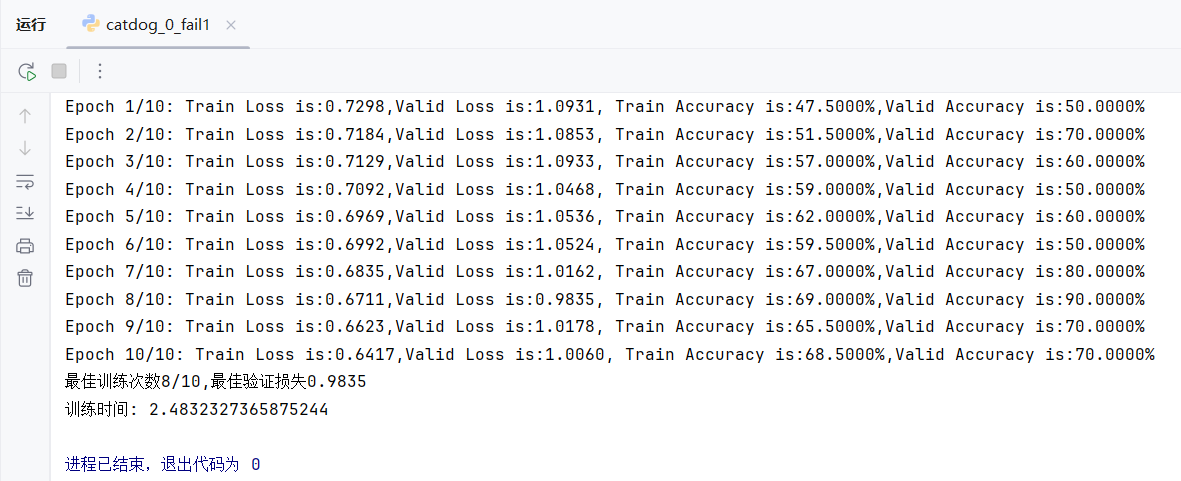 运行
catdog_0_fail1
Epoch 1/10: Train Loss is:0.7298,Valid Loss is:1.0931, Train Accuracy is:47.5000%,Valid Accuracy is:50.0000%
Epoch 2/10: Train Loss is:0.7184,Valid Loss is:1.0853, Train Accuracy is:51.5000%,Valid Accuracy is:70.0000%
Epoch 3/10: Train Loss is:0.7129,Valid Loss is:1.0933, Train Accuracy is:57.0000%,Valid Accuracy is:60.0000%
Epoch 4/10: Train Loss is:0.7092,Valid Loss is:1.0468, Train Accuracy is:59.0000%,Valid Accuracy is:50.0000%
Epoch 5/10: Train Loss is:0.6969,Valid Loss is:1.0536, Train Accuracy is:62.0000%,Valid Accuracy is:60.0000%
Epoch 6/10: Train Loss is:0.6992,Valid Loss is:1.0524, Train Accuracy is:59.5000%,Valid Accuracy is:50.0000%
Epoch 7/10: Train Loss is:0.6835,Valid Loss is:1.0162, Train Accuracy is:67.0000%,Valid Accuracy is:80.0000%
Epoch 8/10: Train Loss is:0.6711,Valid Loss is:0.9835, Train Accuracy is:69.0000%,Valid Accuracy is:90.0000%
Epoch 9/10: Train Loss is:0.6623,Valid Loss is:1.0178, Train Accuracy is:65.5000%,Valid Accuracy is:70.0000%
Epoch 10/10: Train Loss is:0.6417,Valid Loss is:1.0060, Train Accuracy is:68.5000%,Valid Accuracy is:70.0000%
最佳训练次数8/10,最佳验证损失0.9835
训练时间: 2.4832327365875244
进程已结束，退出代码为 0